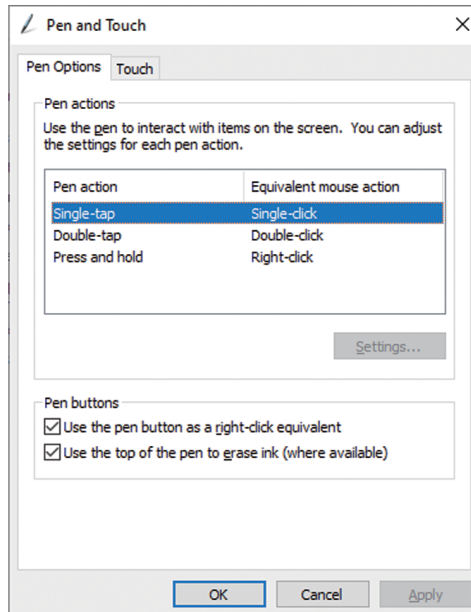 Pen and Touch
Pen Options
Touch
Pen actions
Use the pen to interact with items on the screen. You can adjust
the settings for each pen action.
Pen action Equivalent mouse action
Single-tap Single-click
Double-tap Double-click
Press and hold Right-click
Settings...
Pen buttons
Use the pen button as a right-click equivalent
Use the top of the pen to erase ink (where available)
OK Cancel Apply